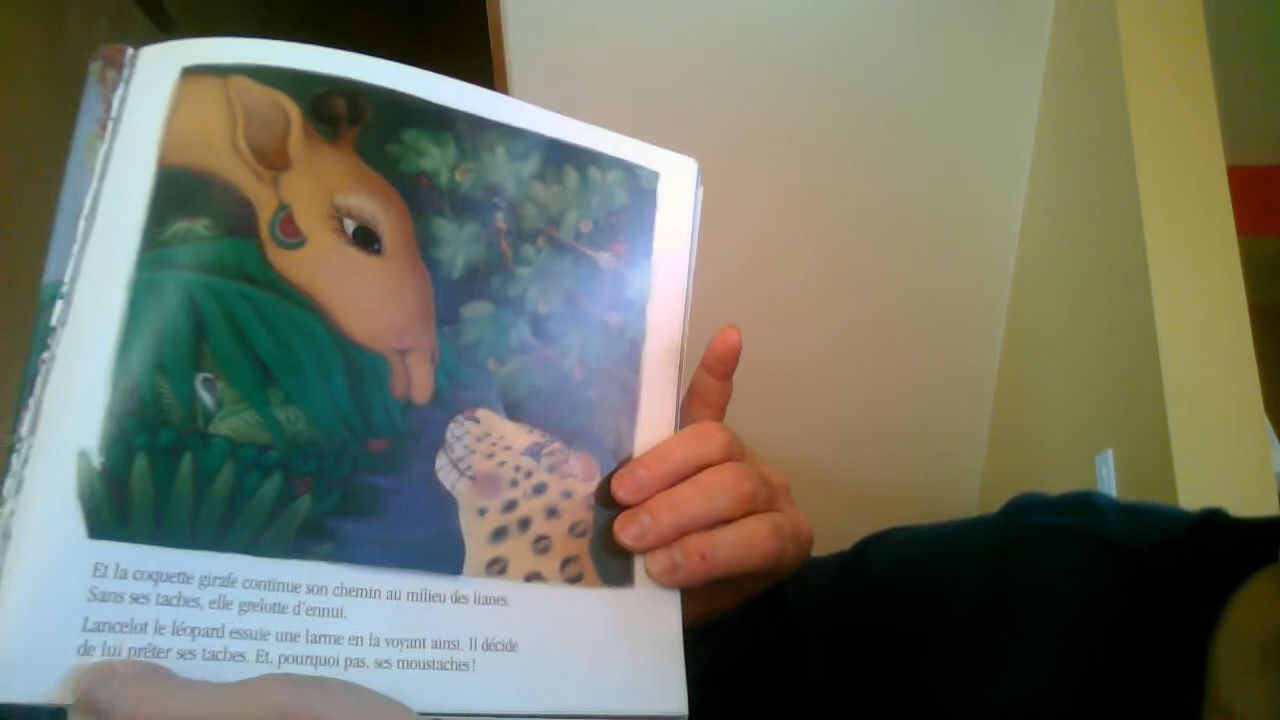 Et la coquette girafe continue son chemin au milieu des lianes.
Sans ses taches, elle grelotte d'ennui.
Lancelot le léopard essuie une larme en la voyant ainsi. Il décide
de lui prêter ses taches. Et, pourquoi pas, ses moustaches!